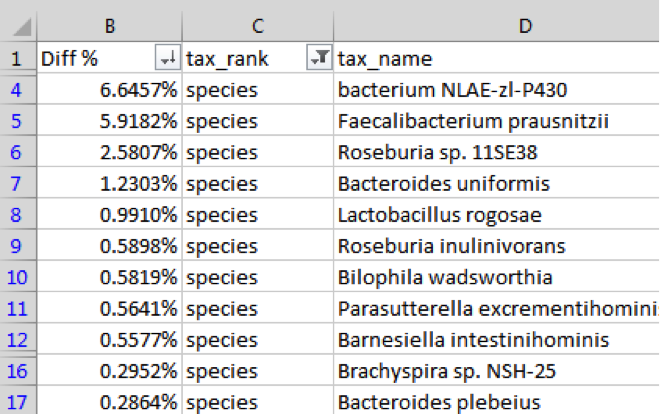 B C D
1 Diff % tax_rank tax_name
4 6.6457% species bacterium NLAE-zl-P430
5 5.9182% species Faecalibacterium prausnitzii
6 2.5807% species Roseburia sp. 11SE38
7 1.2303% species Bacteroides uniformis
8 0.9910% species Lactobacillus rogosae
9 0.5898% species Roseburia inulinivorans
10 0.5819% species Bilophila wadsworthia
11 0.5641% species Parasutterella excrementihominis
12 0.5577% species Barnesiella intestinihominis
16 0.2952% species Brachyspira sp. NSH-25
17 0.2864% species Bacteroides plebeius